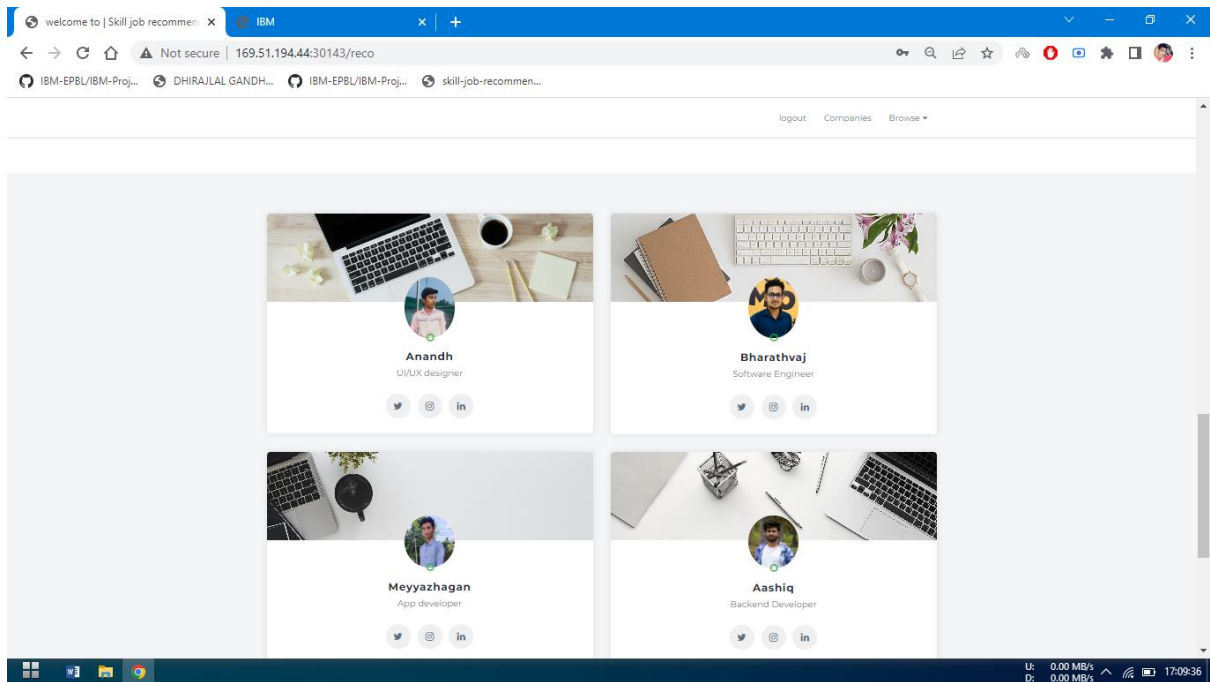 welcome to | Skill job recommen
IBM
Not secure | 169.51.194.44:30143/reco
IBM-EPBL/IBM-Proj... DHIRAJLAL GANDH... IBM-EPBL/IBM-Proj... skill-job-recommen...
logout Companies Browse
Anandh
UI/UX designer
in
Bharathvaj
Software Engineer
in
Meyyazhagan
App developer
in
Aashiq
Backend Developer
in
U: 0.00 MB/s
D: 0.00 MB/s
17:09:36